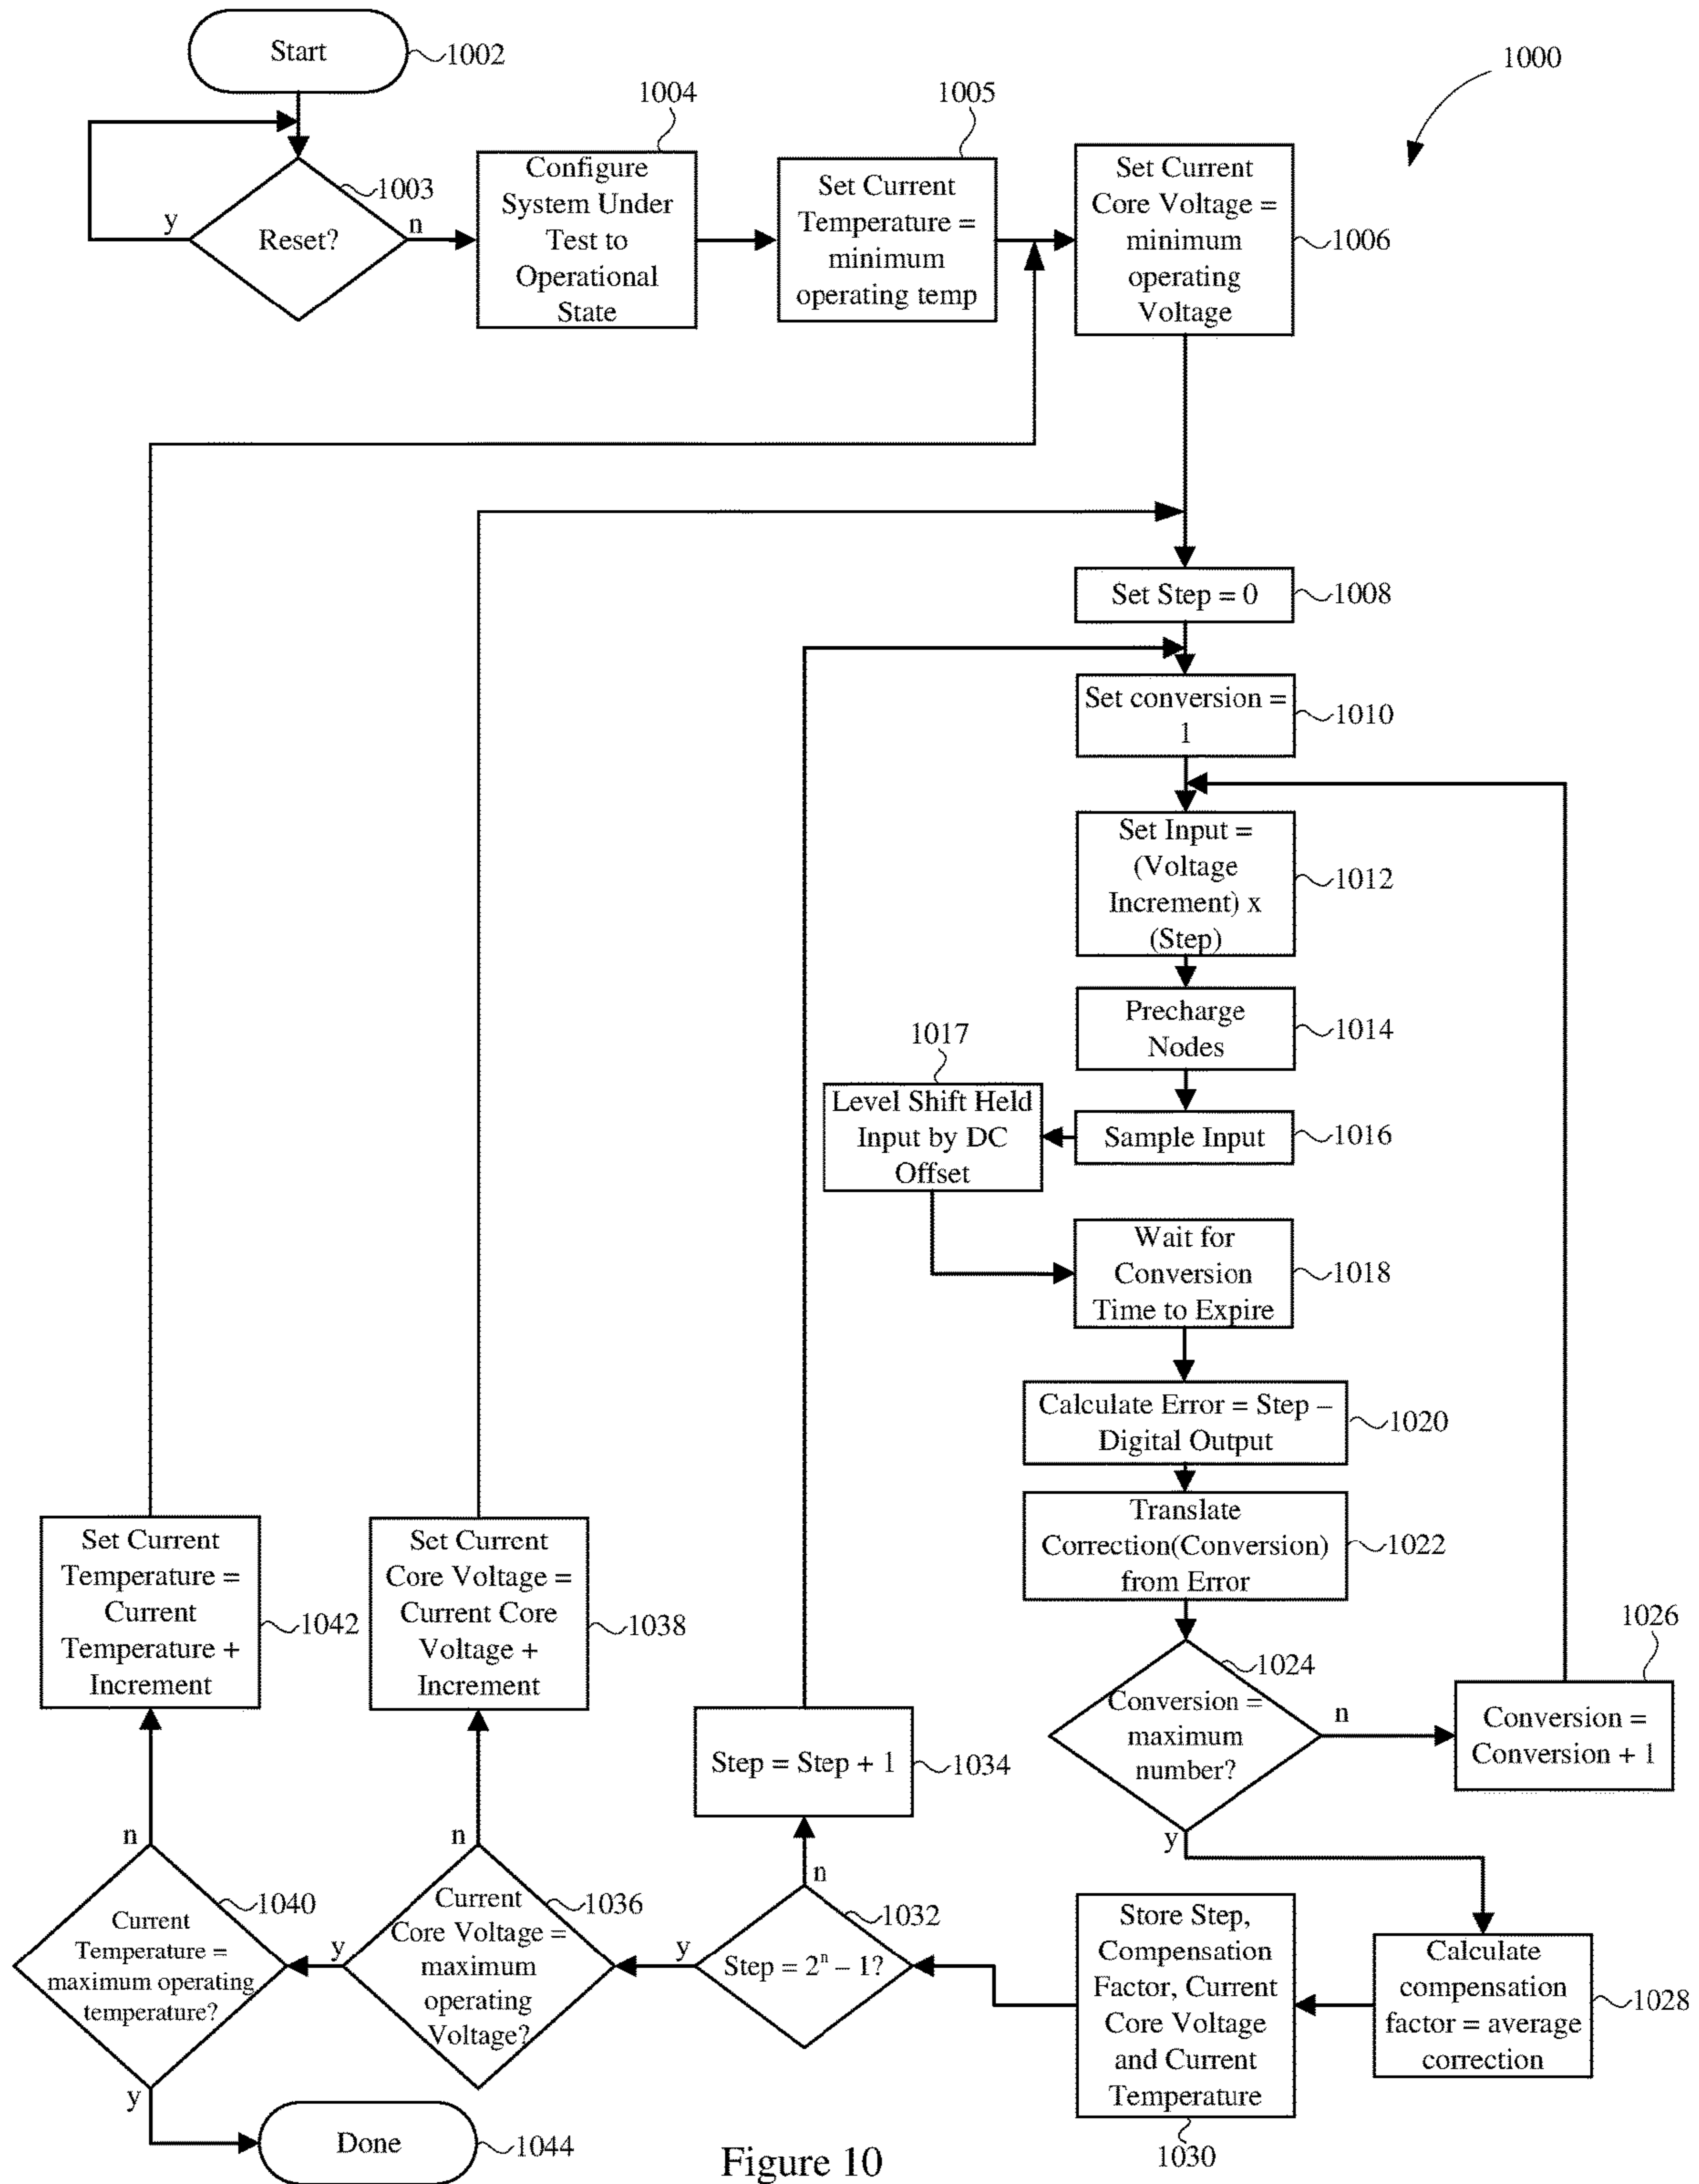 Start
1002
1000
1004
1005
Configure
System Under
Test to
Operational
State
Set Current
Temperature =
minimum
operating temp
Set Current
Core Voltage =
minimum
operating
Voltage
1006
1003
y
n
Reset?
Set Step = 0
1008
Set conversion =
1
1010
Set Input =
(Voltage
Increment) x
(Step)
1012
Precharge
Nodes
1014
1017
Level Shift Held
Input by DC
Offset
Sample Input
1016
Wait for
Conversion
Time to Expire
1018
Calculate Error = Step –
Digital Output
1020
Translate
Correction(Conversion)
from Error
1022
1024
Conversion =
maximum
number?
n
y
1026
Conversion =
Conversion + 1
Calculate
compensation
factor = average
correction
1028
Store Step,
Compensation
Factor, Current
Core Voltage
and Current
Temperature
1030
1032
Step = 2ⁿ – 1?
n
y
Step = Step + 1
1034
1036
Current
Core Voltage =
maximum
operating
Voltage?
n
y
Set Current
Core Voltage =
Current Core
Voltage +
Increment
1038
1040
Current
Temperature =
maximum operating
temperature?
n
y
Set Current
Temperature =
Current
Temperature +
Increment
1042
Done
1044
Figure 10